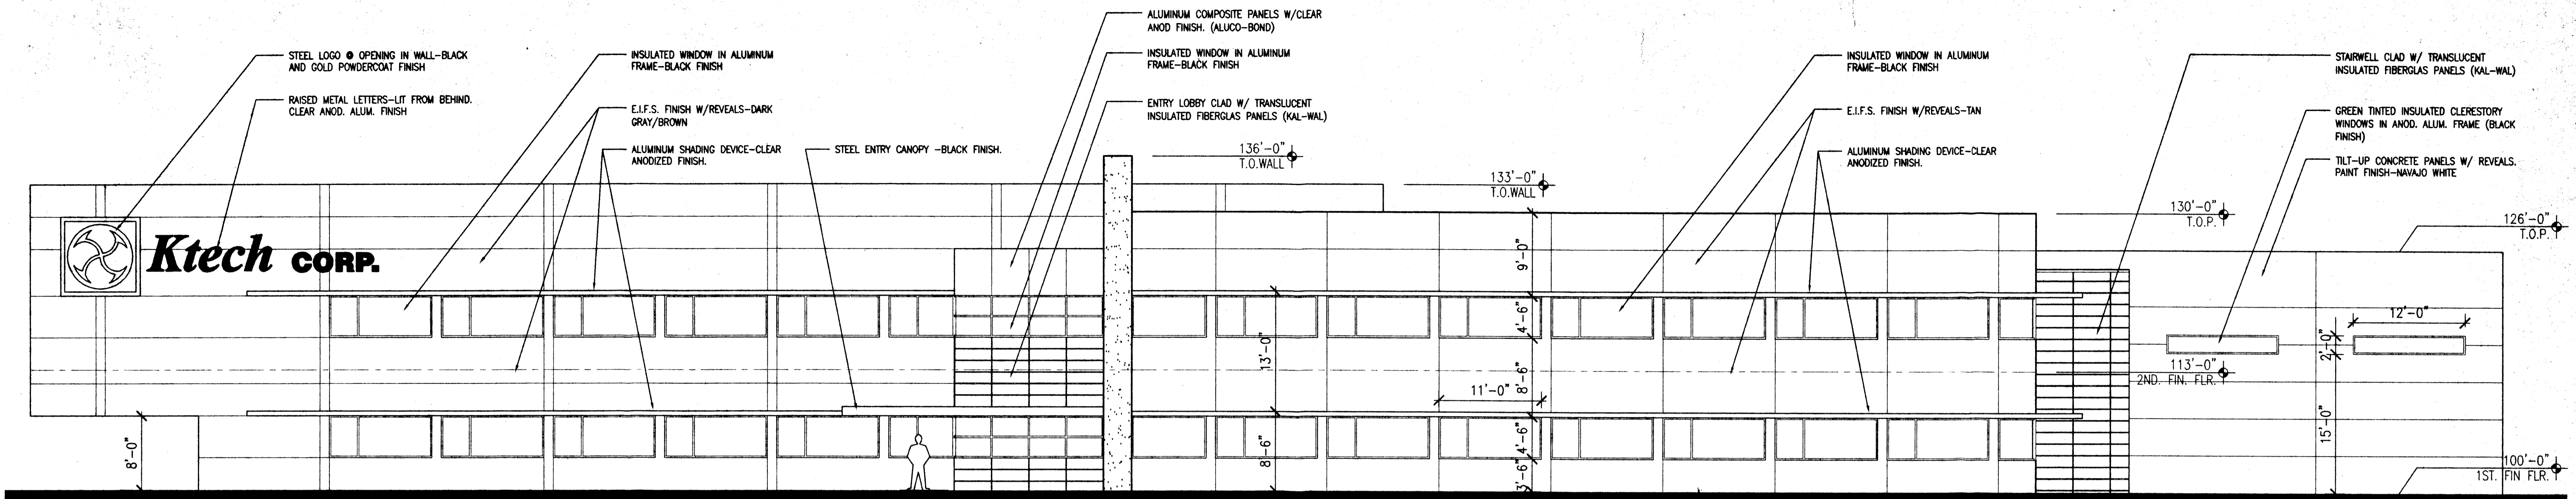 STEEL LOGO @ OPENING IN WALL-BLACK
AND GOLD POWDERCOAT FINISH
RAISED METAL LETTERS-LIT FROM BEHIND.
CLEAR ANOD. ALUM. FINISH
INSULATED WINDOW IN ALUMINUM
FRAME-BLACK FINISH
E.I.F.S. FINISH W/REVEALS-DARK
GRAY/BROWN
ALUMINUM SHADING DEVICE-CLEAR
ANODIZED FINISH.
STEEL ENTRY CANOPY -BLACK FINISH.
ALUMINUM COMPOSITE PANELS W/CLEAR
ANOD FINISH. (ALUCO-BOND)
INSULATED WINDOW IN ALUMINUM
FRAME-BLACK FINISH
ENTRY LOBBY CLAD W/ TRANSLUCENT
INSULATED FIBERGLAS PANELS (KAL-WAL)
136'-0"
T.O.WALL
133'-0"
T.O.WALL
INSULATED WINDOW IN ALUMINUM
FRAME-BLACK FINISH
E.I.F.S. FINISH W/REVEALS-TAN
ALUMINUM SHADING DEVICE-CLEAR
ANODIZED FINISH.
STAIRWELL CLAD W/ TRANSLUCENT
INSULATED FIBERGLAS PANELS (KAL-WAL)
GREEN TINTED INSULATED CLERESTORY
WINDOWS IN ANOD. ALUM. FRAME (BLACK
FINISH)
TILT-UP CONCRETE PANELS W/ REVEALS.
PAINT FINISH-NAVAJO WHITE
130'-0"
T.O.P.
126'-0"
T.O.P.
Ktech CORP.
9'-0"
4'-6"
13'-0"
8'-6"
11'-0"
12'-0"
2'-0"
113'-0"
2ND. FIN. FLR.
8'-0"
8'-6"
4'-6"
3'-6"
15'-0"
100'-0"
1ST. FIN FLR.